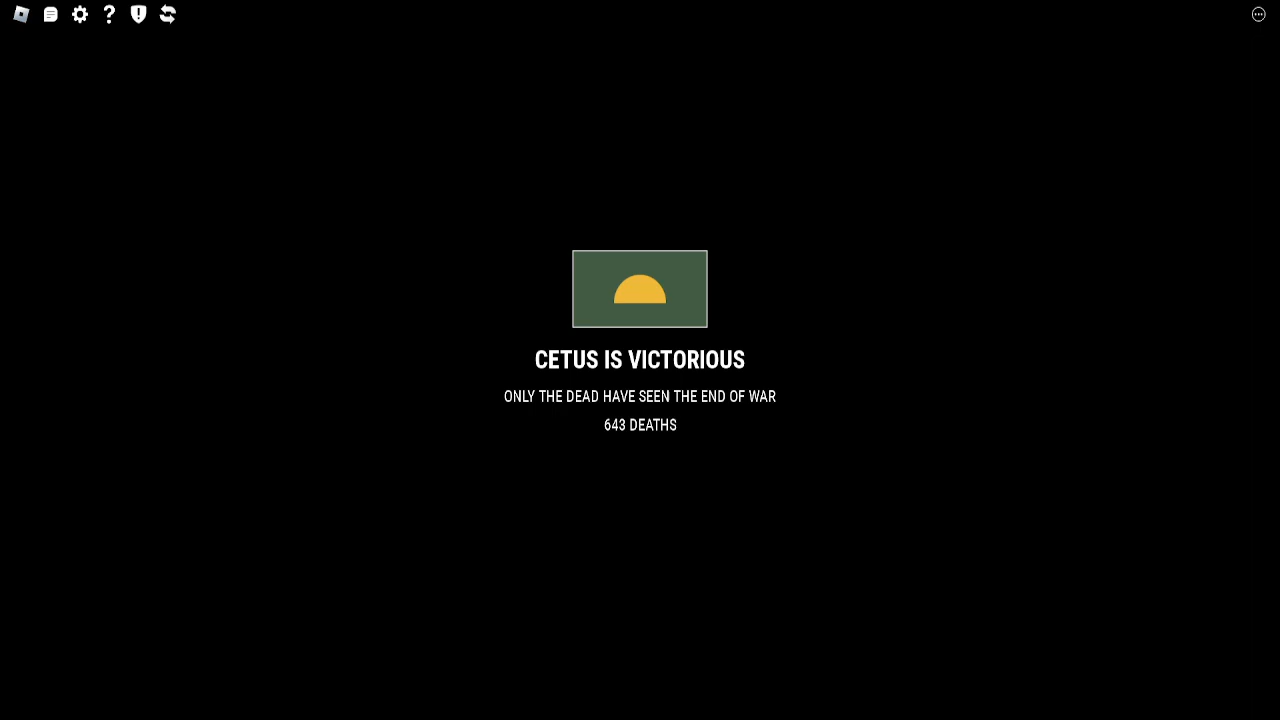 CETUS IS VICTORIOUS
ONLY THE DEAD HAVE SEEN THE END OF WAR
643 DEATHS